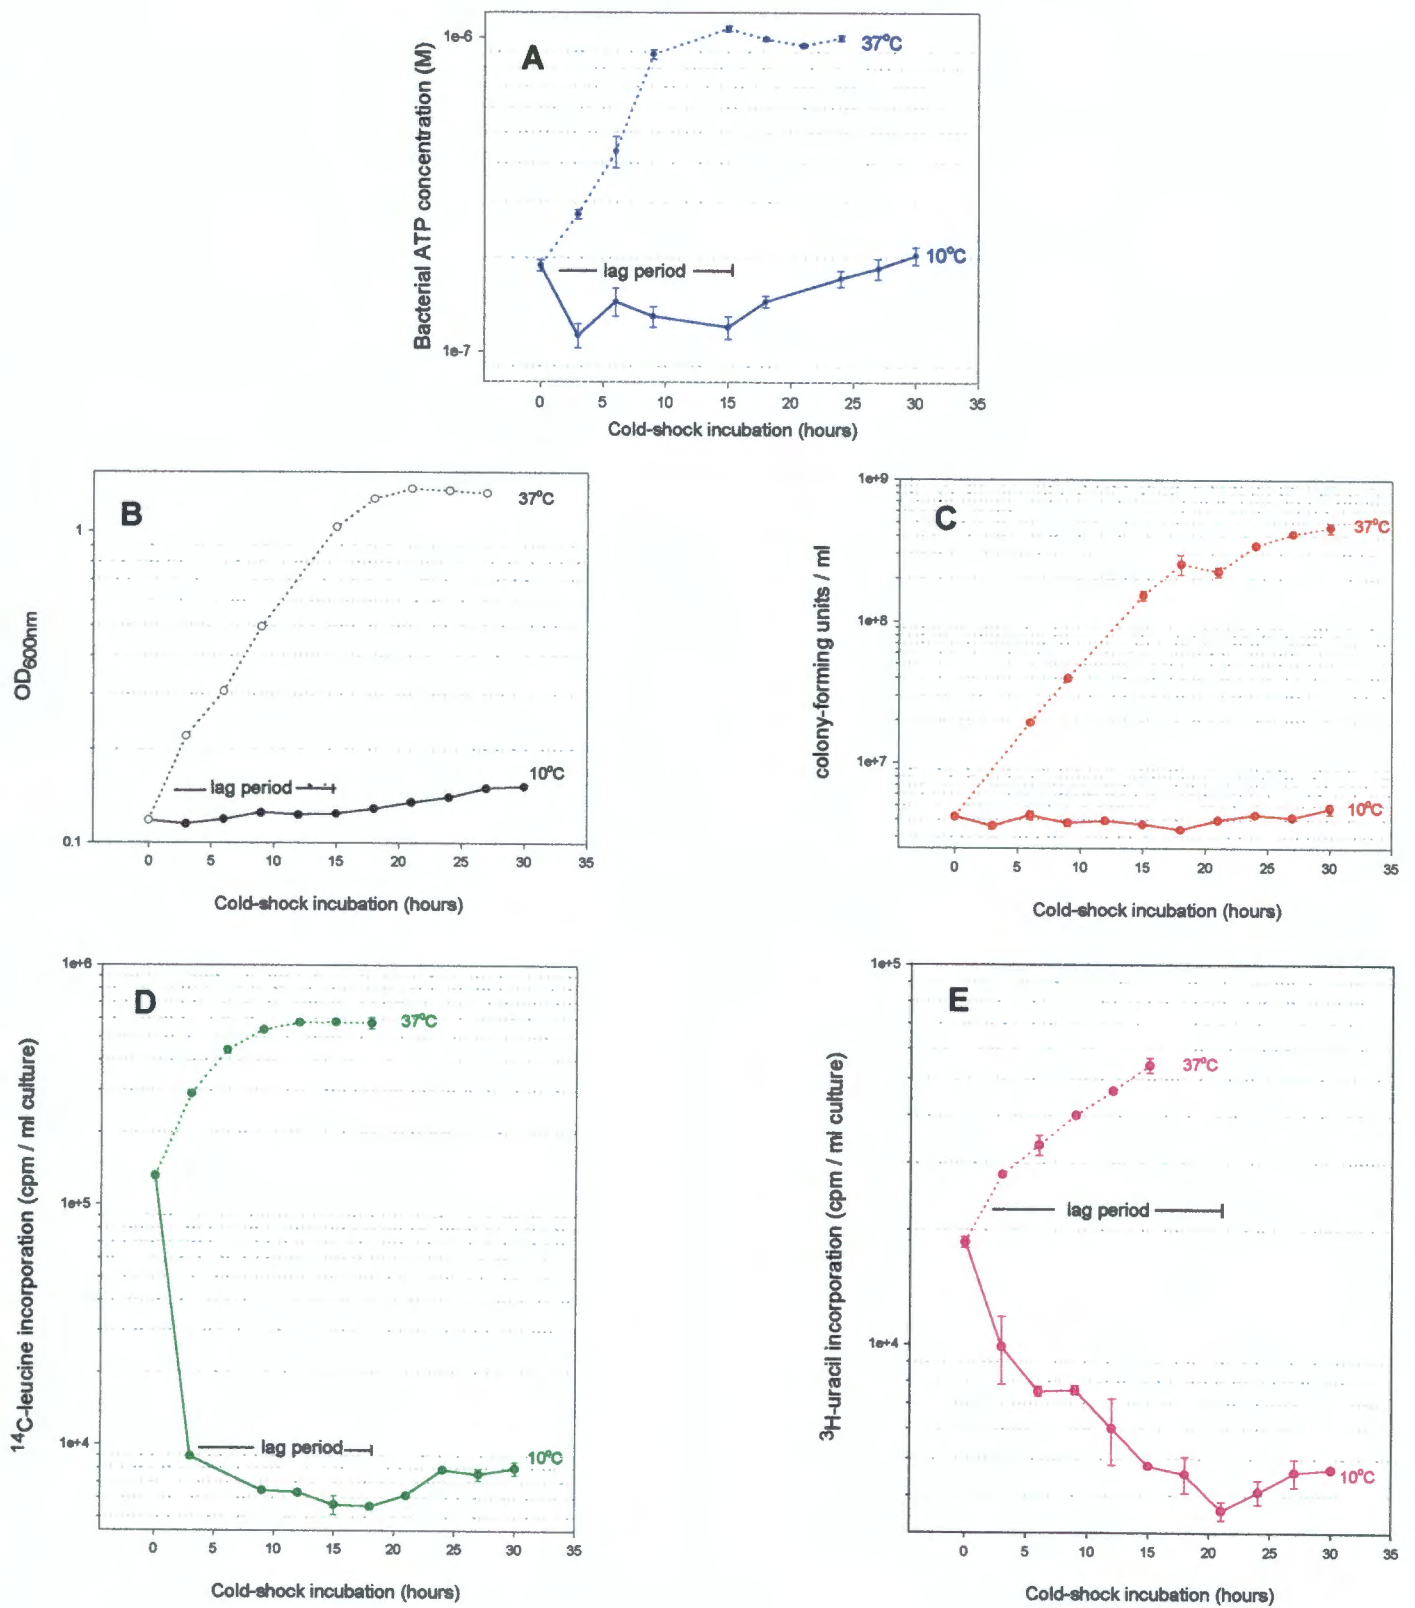 A
Bacterial ATP concentration (M)
1e-6
1e-7
37°C
10°C
lag period
0 5 10 15 20 25 30 35
Cold-shock incubation (hours)
B
OD600nm
1
0.1
37°C
10°C
lag period
0 5 10 15 20 25 30 35
Cold-shock incubation (hours)
C
colony-forming units / ml
1e+9
1e+8
1e+7
37°C
10°C
0 5 10 15 20 25 30 35
Cold-shock incubation (hours)
D
14C-leucine incorporation (cpm / ml culture)
1e+6
1e+5
1e+4
37°C
lag period
10°C
0 5 10 15 20 25 30 35
Cold-shock incubation (hours)
E
3H-uracil incorporation (cpm / ml culture)
1e+5
1e+4
37°C
lag period
10°C
0 5 10 15 20 25 30 35
Cold-shock incubation (hours)